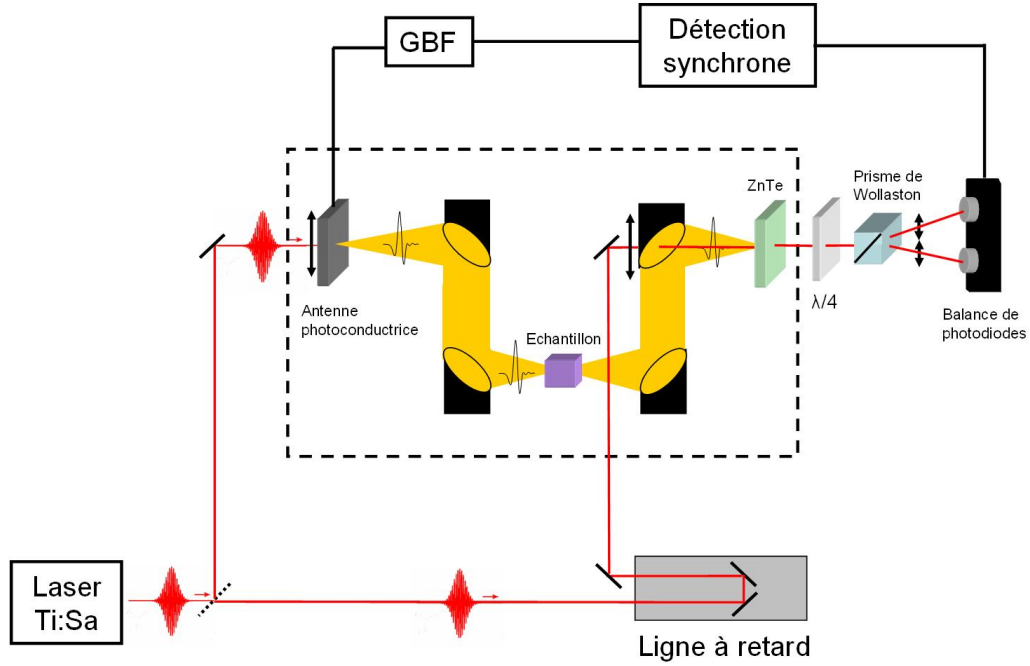 GBF
Détection
synchrone
ZnTe
Prisme de
Wollaston
λ/4
Antenne
photoconductrice
Echantillon
Balance de
photodiodes
Laser
Ti:Sa
Ligne à retard